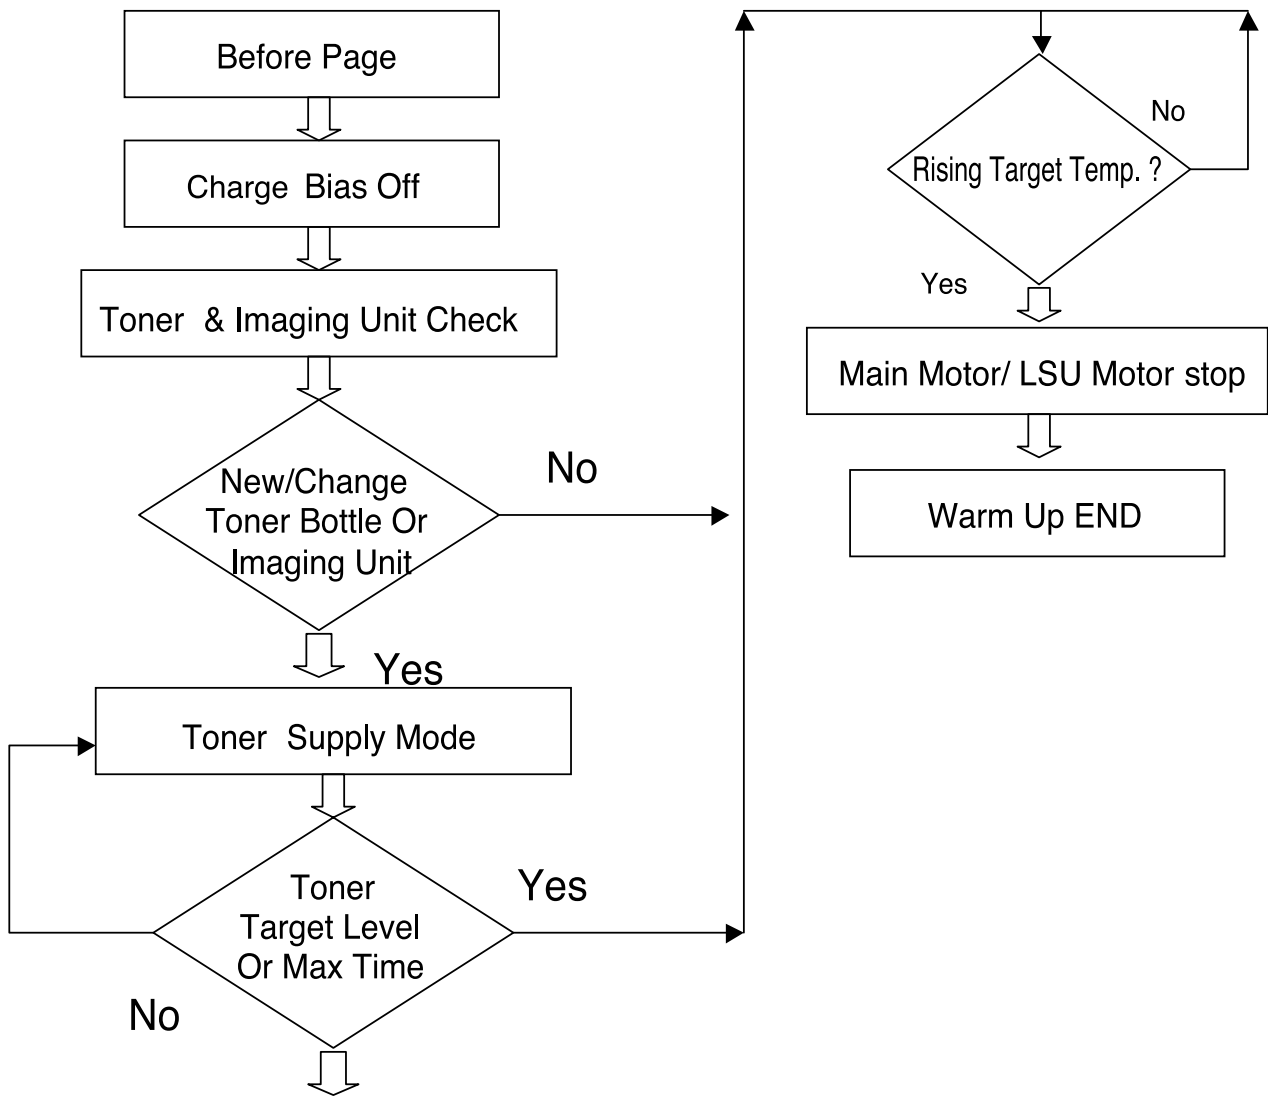 Before Page
Charge Bias Off
Toner & Imaging Unit Check
New/Change
Toner Bottle Or
Imaging Unit
No
Yes
Toner Supply Mode
Toner
Target Level
Or Max Time
Yes
No
Rising Target Temp. ?
No
Yes
Main Motor/ LSU Motor stop
Warm Up END